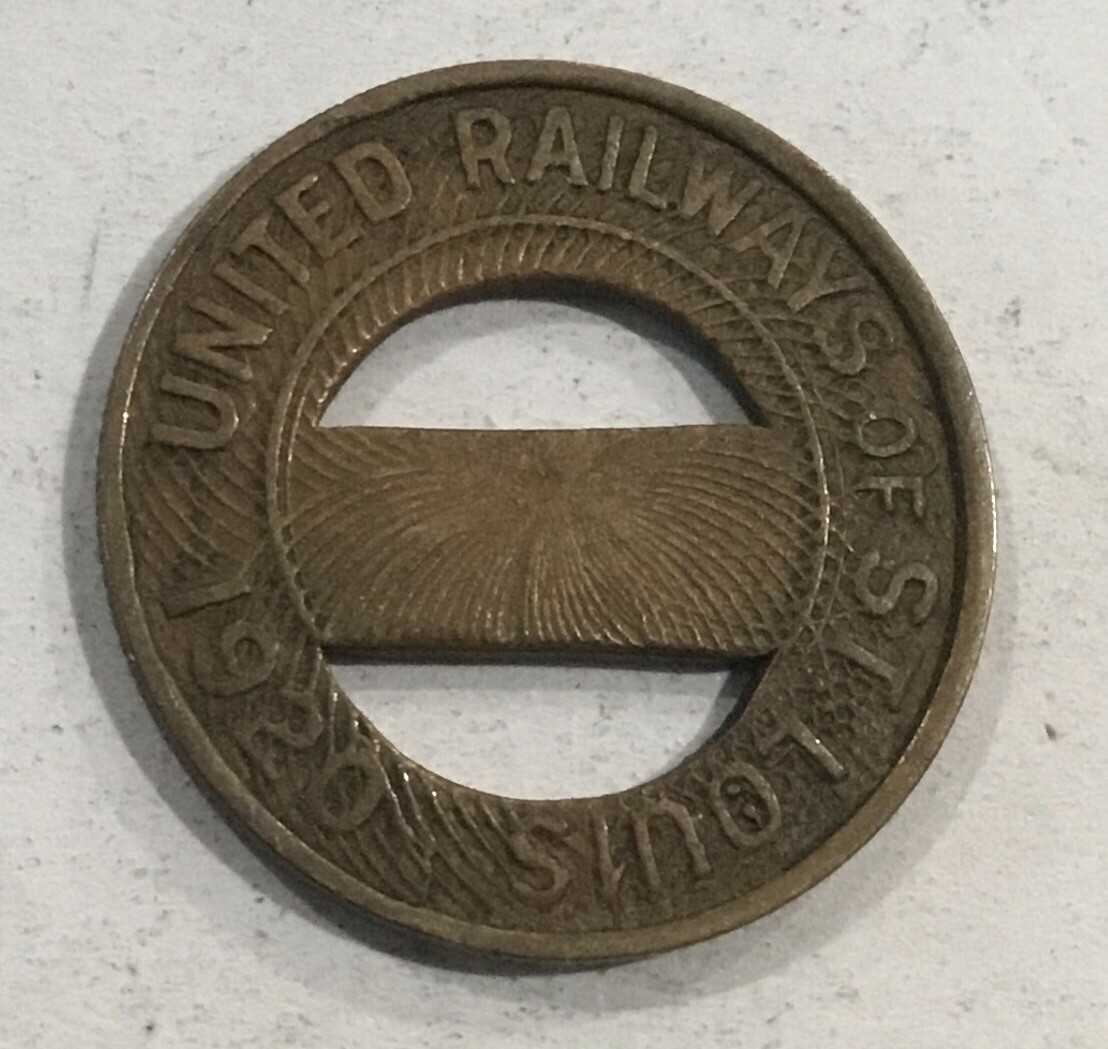 UNITED RAILWAYS OF ST LOUIS
1920